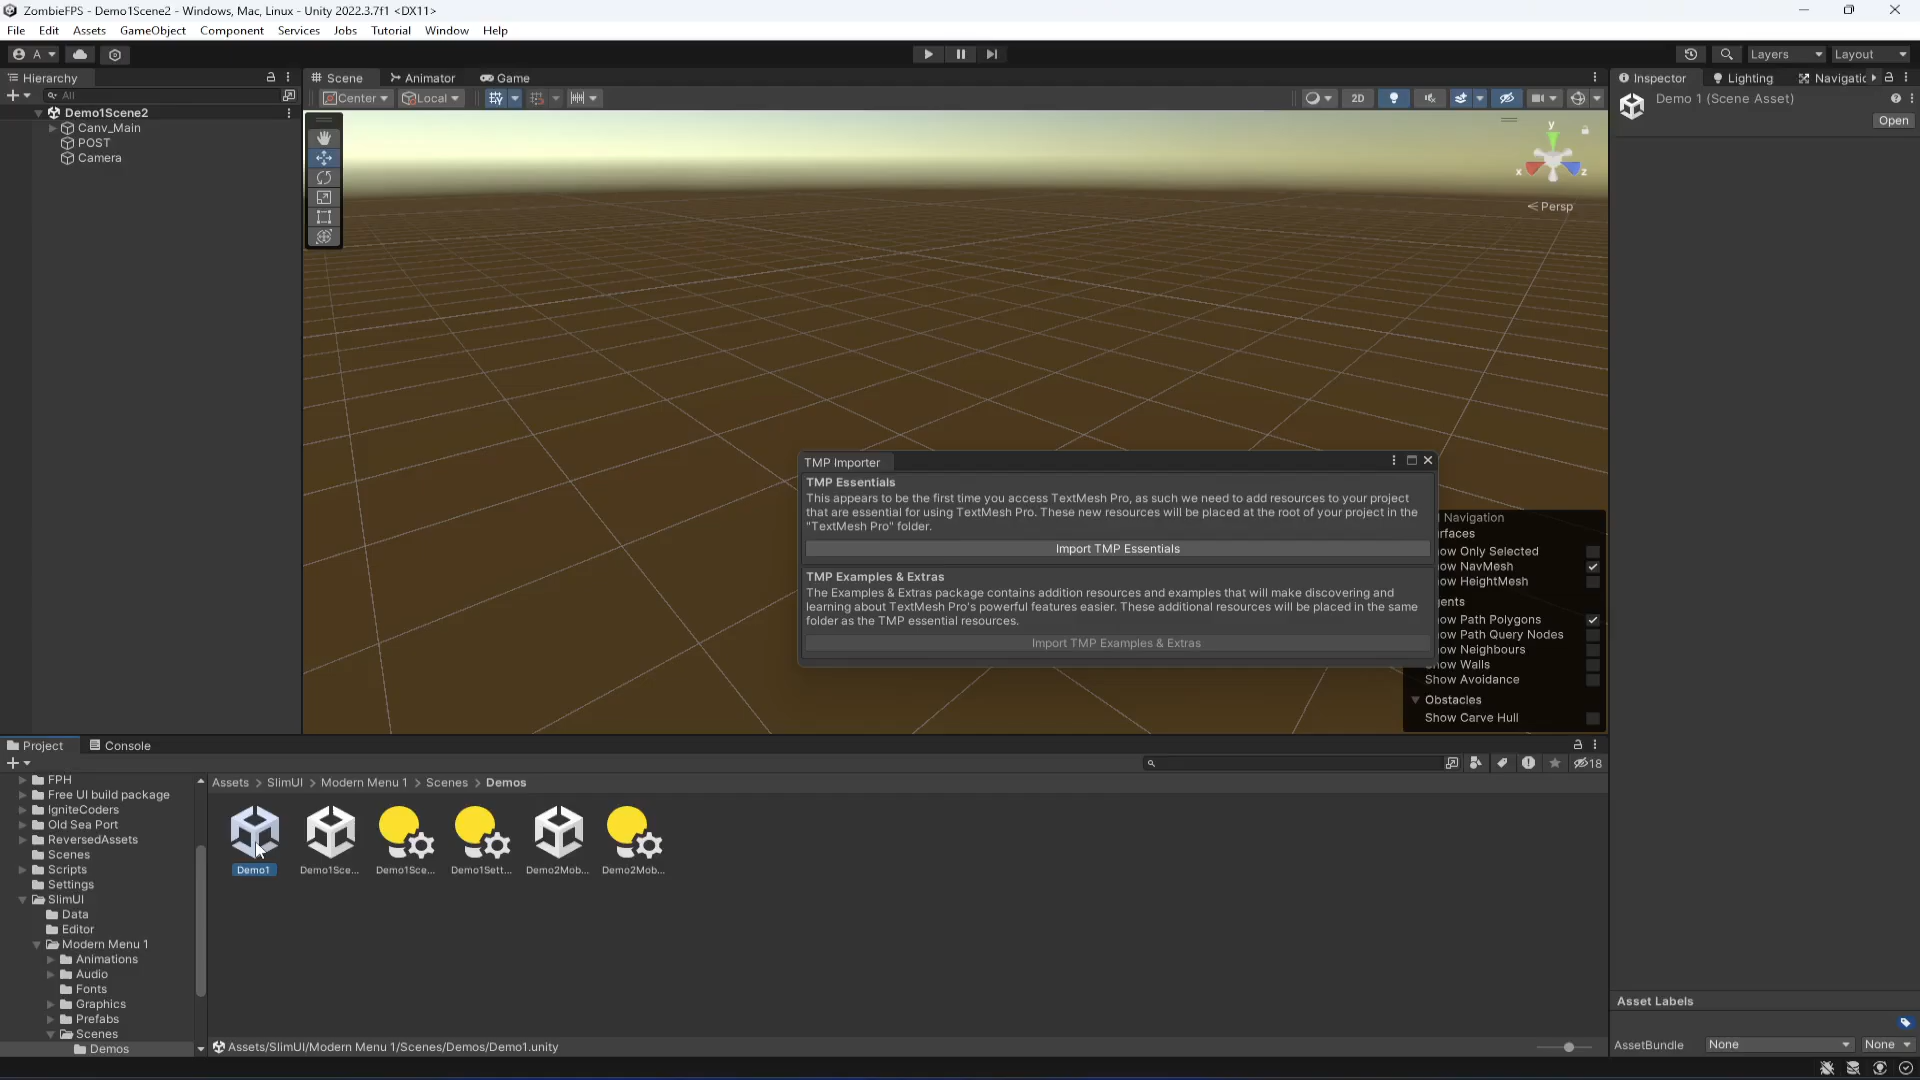 ZombieFPS - Demo1Scene2 - Windows, Mac, Linux - Unity 2022.3.7f1 <DX11>
File Edit Assets GameObject Component Services Jobs Tutorial Window Help
A Layers Layout
Hierarchy Scene Animator Game Inspector Lighting Navigatic
All Center Local 2D Demo 1 (Scene Asset)
Open
Demo1Scene2
Canv_Main
POST
Camera
y
x z
Persp
TMP Importer
TMP Essentials
This appears to be the first time you access TextMesh Pro, as such we need to add resources to your project
that are essential for using TextMesh Pro. These new resources will be placed at the root of your project in the
"TextMesh Pro" folder.
Import TMP Essentials
TMP Examples & Extras
The Examples & Extras package contains addition resources and examples that will make discovering and
learning about TextMesh Pro's powerful features easier. These additional resources will be placed in the same
folder as the TMP essential resources.
Import TMP Examples & Extras
Navigation
rfaces
ow Only Selected
ow NavMesh
ow HeightMesh
ents
ow Path Polygons
ow Path Query Nodes
ow Neighbours
ow Walls
Show Avoidance
Obstacles
Show Carve Hull
Project Console
18
FPH
Free UI build package
IgniteCoders
Old Sea Port
ReversedAssets
Scenes
Scripts
Settings
SlimUI
Data
Editor
Modern Menu 1
Animations
Audio
Fonts
Graphics
Prefabs
Scenes
Demos
Assets > SlimUI > Modern Menu 1 > Scenes > Demos
Demo1 Demo1Sce... Demo1Sce... Demo1Sett... Demo2Mob... Demo2Mob...
Assets/SlimUI/Modern Menu 1/Scenes/Demos/Demo1.unity
Asset Labels
AssetBundle None None